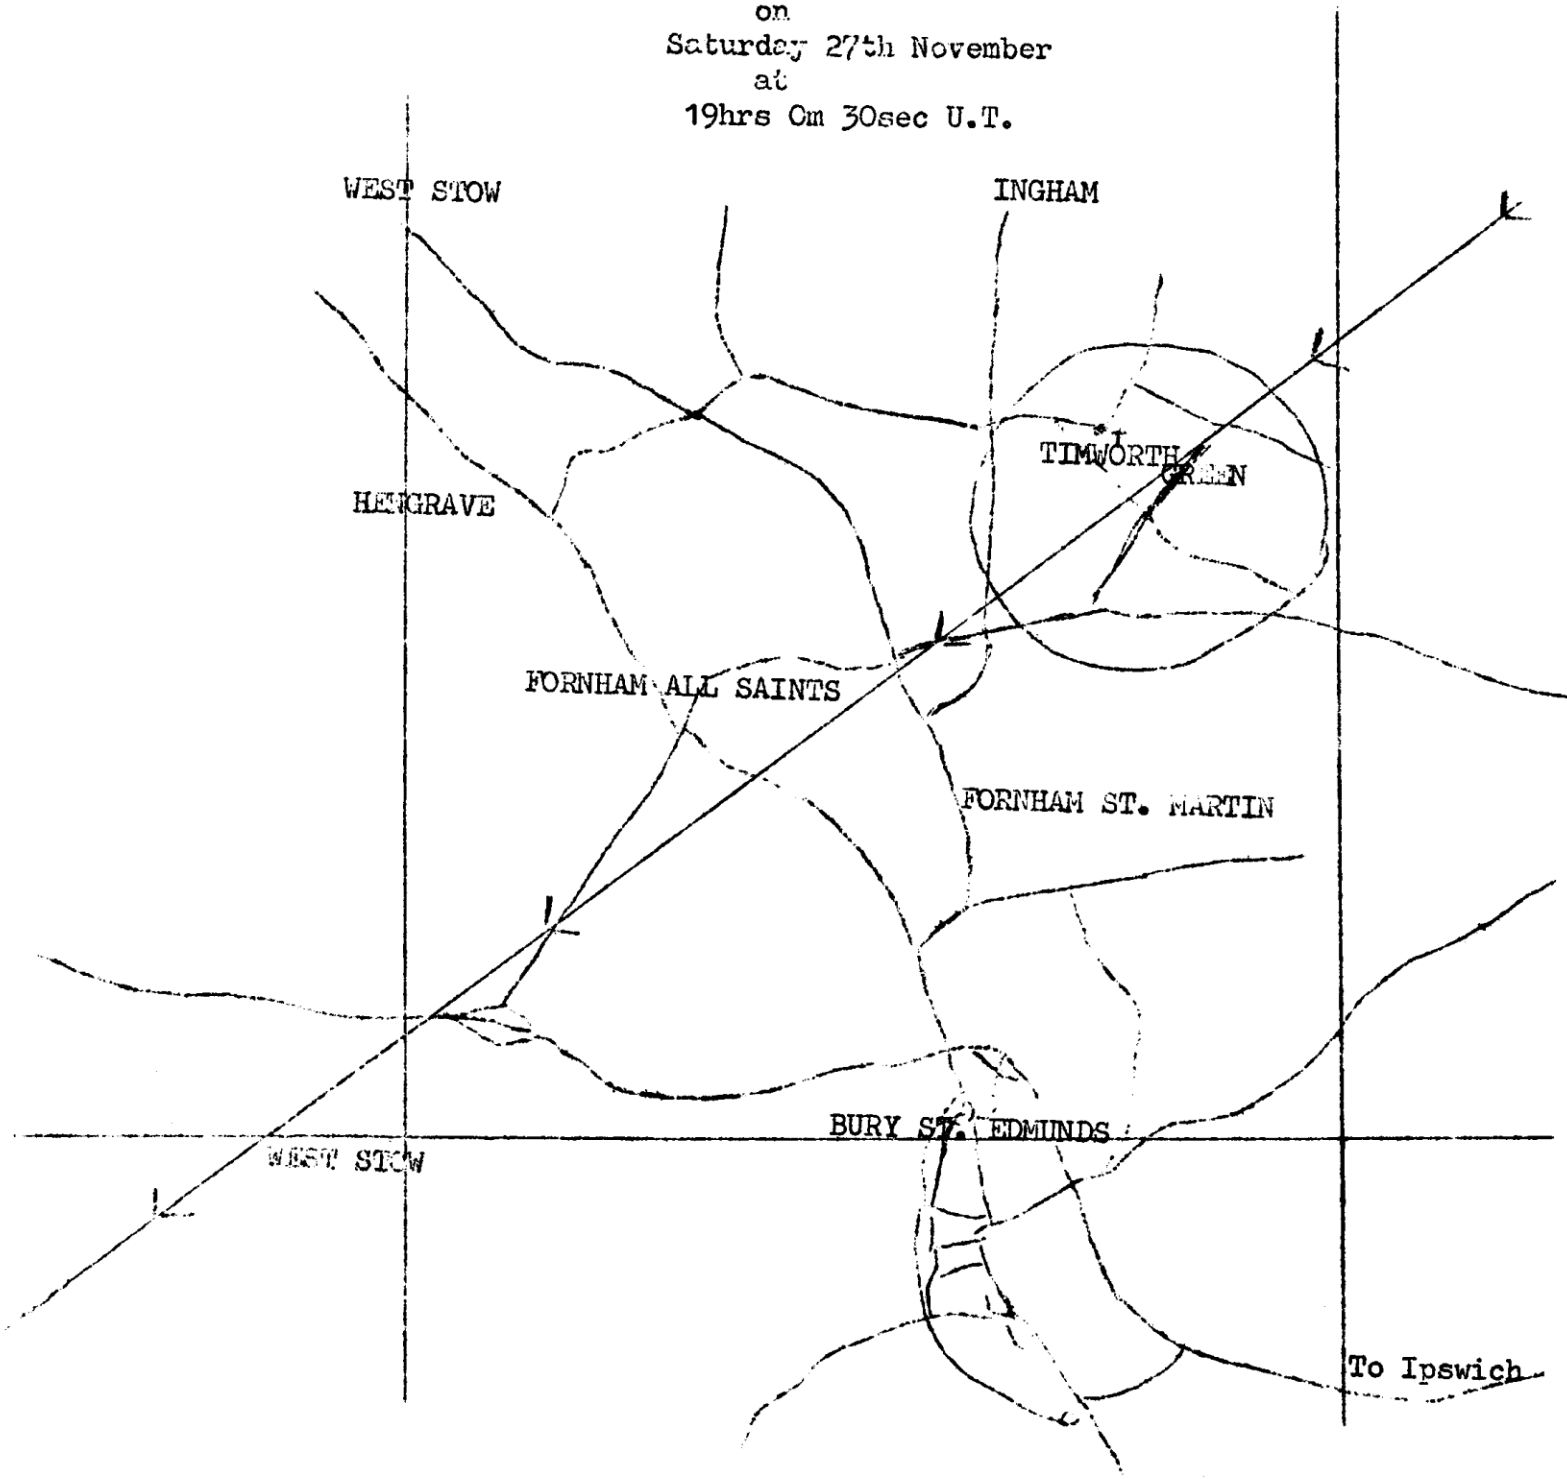 on
Saturday 27th November
at
19hrs 0m 30sec U.T.
WEST STOW
INGHAM
TIMWORTH
GREEN
HENGRAVE
FORNHAM ALL SAINTS
FORNHAM ST. MARTIN
BURY ST. EDMUNDS
WEST STOW
To Ipswich